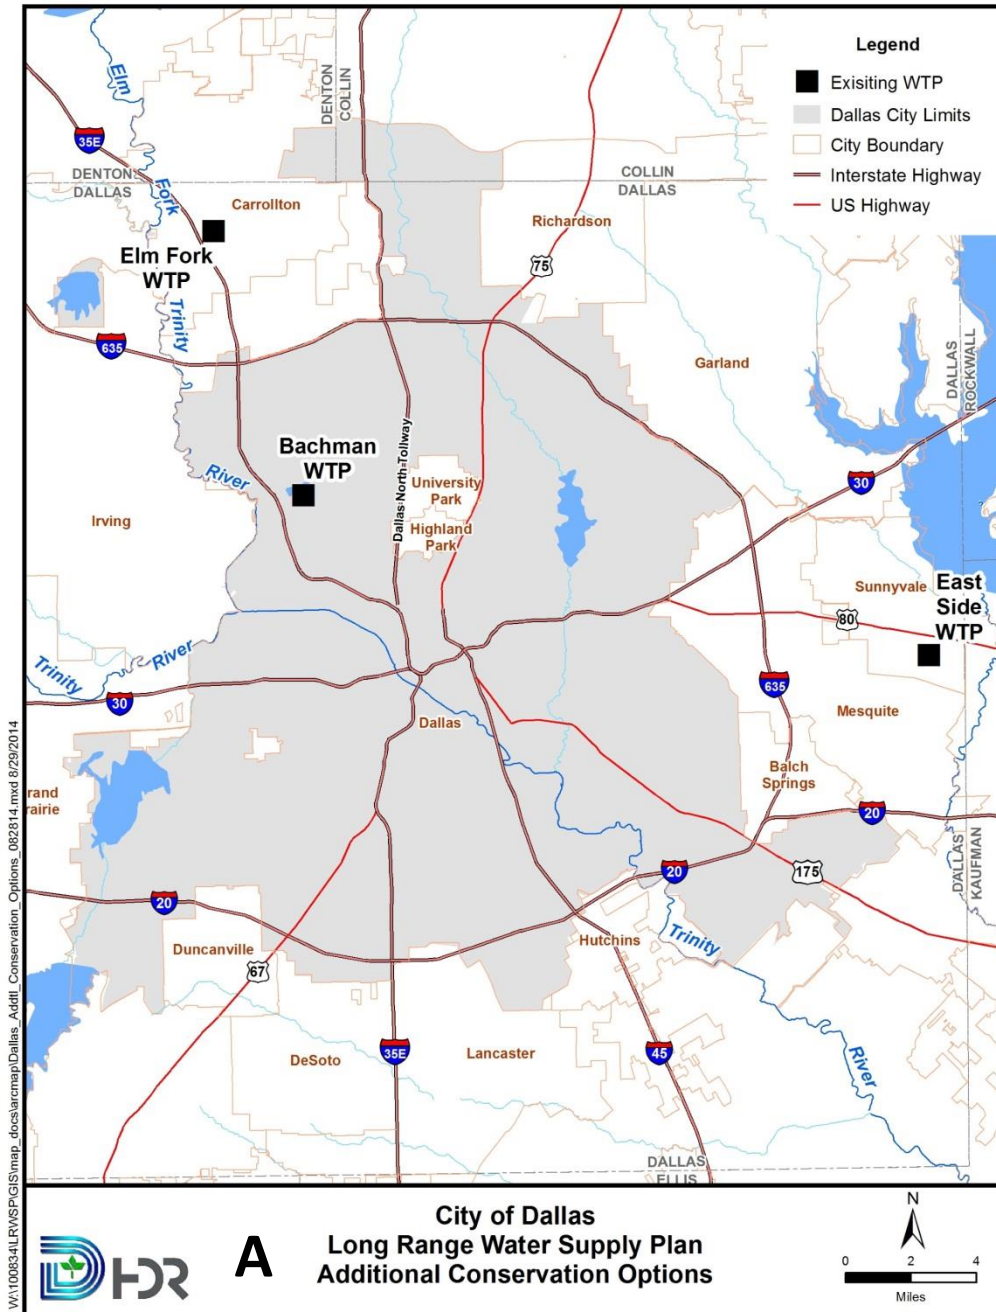 Legend
Exisiting WTP
Dallas City Limits
City Boundary
Interstate Highway
US Highway
Elm
Fork
Trinity
River
DENTON
COLLIN
35E
DENTON
DALLAS
COLLIN
DALLAS
Carrollton
Richardson
75
Elm Fork
WTP
635
Garland
DALLAS
ROCKWALL
Dallas North Tollway
Bachman
WTP
University
Park
Highland
Park
30
Irving
Sunnyvale
East
Side
WTP
80
Trinity
River
30
635
Mesquite
Dallas
Balch
Springs
rand
rairie
20
175
20
20
DALLAS
KAUFMAN
Duncanville
67
Hutchins
Trinity
River
DeSoto
35E
Lancaster
45
DALLAS
ELLIS
W:\100834\LRWSP\GIS\map_docs\arcmap\Dallas_Addtl_Conservation_Options_082814.mxd 8/29/2014
HDR
A
City of Dallas
Long Range Water Supply Plan
Additional Conservation Options
N
0 2 4
Miles